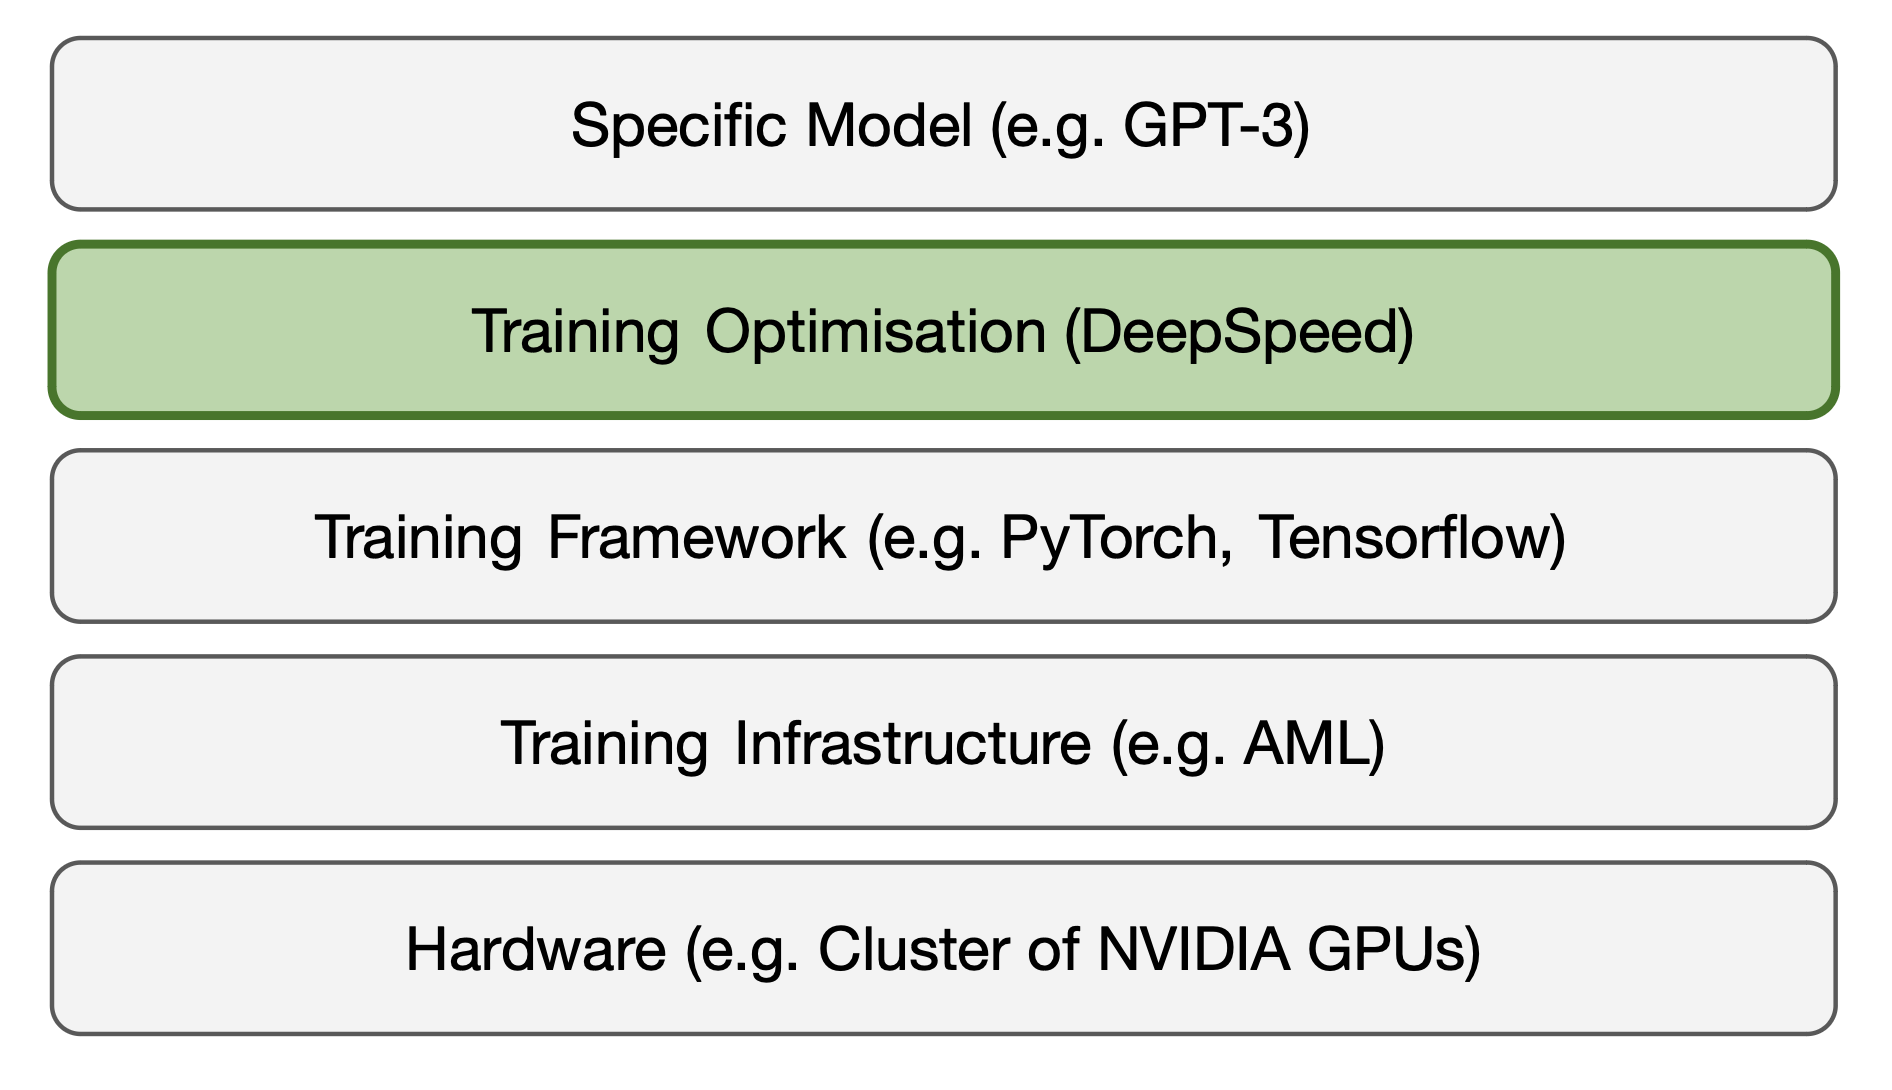 Specific Model (e.g. GPT-3)
Training Optimisation (DeepSpeed)
Training Framework (e.g. PyTorch, Tensorflow)
Training Infrastructure (e.g. AML)
Hardware (e.g. Cluster of NVIDIA GPUs)